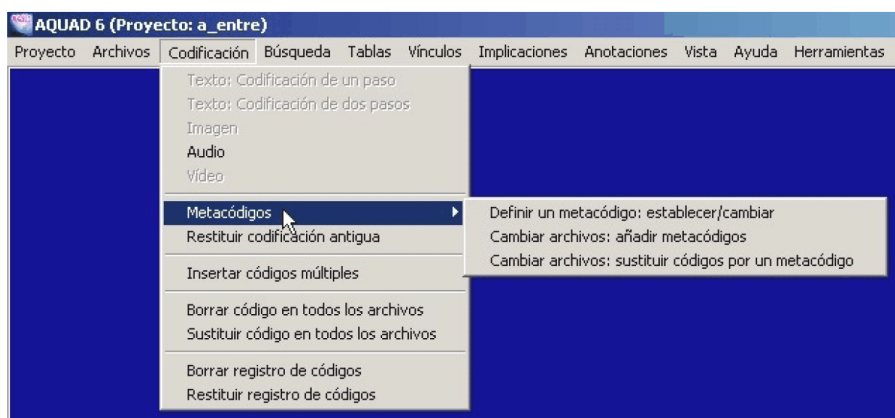 AQUAD 6 (Proyecto: a_entre)
Proyecto Archivos Codificación Búsqueda Tablas Vínculos Implicaciones Anotaciones Vista Ayuda Herramientas
Texto: Codificación de un paso
Texto: Codificación de dos pasos
Imagen
Audio
Vídeo
Metacódigos
Restituir codificación antigua
Insertar códigos múltiples
Borrar código en todos los archivos
Sustituir código en todos los archivos
Borrar registro de códigos
Restituir registro de códigos
Definir un metacódigo: establecer/cambiar
Cambiar archivos: añadir metacódigos
Cambiar archivos: sustituir códigos por un metacódigo